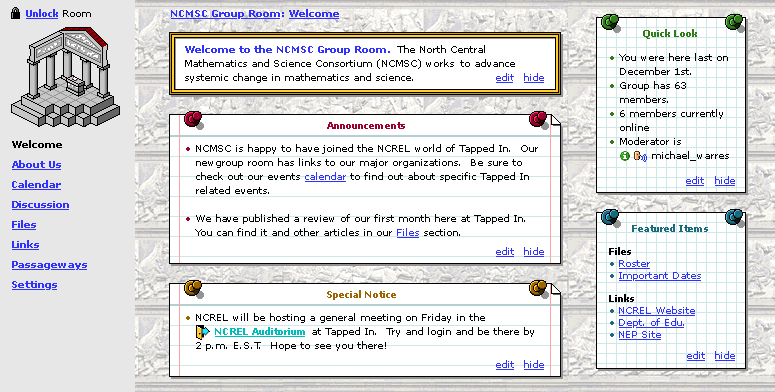 Unlock Room
Welcome
About Us
Calendar
Discussion
Files
Links
Passageways
Settings
NCMSC Group Room: Welcome
Welcome to the NCMSC Group Room. The North Central
Mathematics and Science Consortium (NCMSC) works to advance
systemic change in mathematics and science.
edit hide
Announcements
NCMSC is happy to have joined the NCREL world of Tapped In. Our
new group room has links to our major organizations. Be sure to
check out our events calendar to find out about specific Tapped In
related events.
We have published a review of our first month here at Tapped In.
You can find it and other articles in our Files section.
edit hide
Special Notice
NCREL will be hosting a general meeting on Friday in the
NCREL Auditorium at Tapped In. Try and login and be there by
2 p.m. E.S.T. Hope to see you there!
edit hide
Quick Look
You were here last on
December 1st.
Group has 63
members.
6 members currently
online
Moderator is
michael_warres
edit hide
Featured Items
Files
Roster
Important Dates
Links
NCREL Website
Dept. of Edu.
NEP Site
edit hide